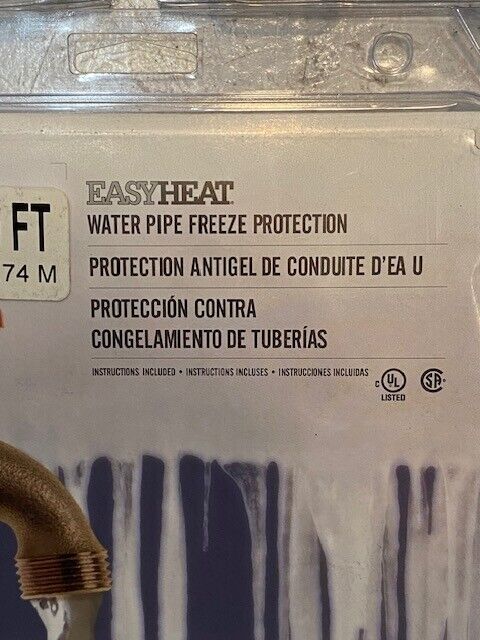 EASYHEAT
WATER PIPE FREEZE PROTECTION
PROTECTION ANTIGEL DE CONDUITE D'EA U
PROTECCIÓN CONTRA
CONGELAMIENTO DE TUBERÍAS
INSTRUCTIONS INCLUDED • INSTRUCTIONS INCLUSES • INSTRUCCIONES INCLUIDAS
C UL
LISTED
SA
FT
74 M